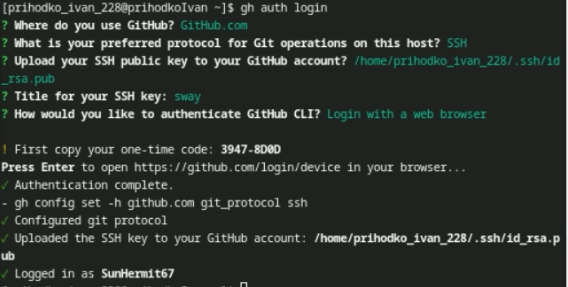 [prihodko_ivan_228@prihodkoIvan ~]$ gh auth login
? Where do you use GitHub? GitHub.com
? What is your preferred protocol for Git operations on this host? SSH
? Upload your SSH public key to your GitHub account? /home/prihodko_ivan_228/.ssh/id
_rsa.pub
? Title for your SSH key: sway
? How would you like to authenticate GitHub CLI? Login with a web browser
! First copy your one-time code: 3947-8D0D
Press Enter to open https://github.com/login/device in your browser...
✓ Authentication complete.
- gh config set -h github.com git_protocol ssh
✓ Configured git protocol
✓ Uploaded the SSH key to your GitHub account: /home/prihodko_ivan_228/.ssh/id_rsa.p
ub
✓ Logged in as SunHermit67